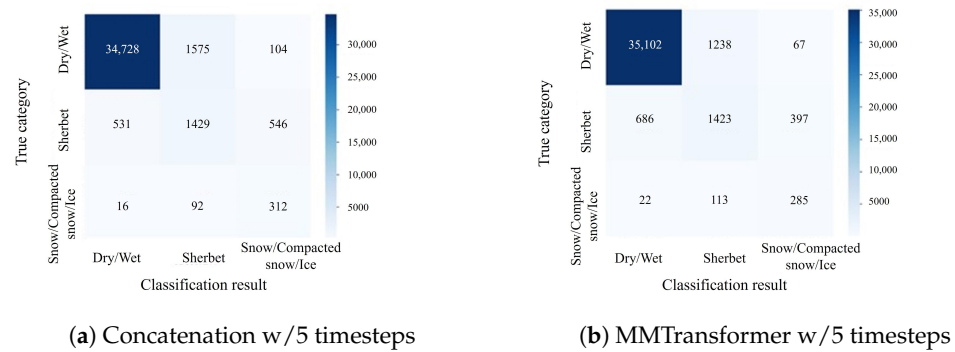 True category
Dry/Wet
Sherbet
Snow/Compacted
snow/Ice
34,728 1575 104
531 1429 546
16 92 312
30,000
25,000
20,000
15,000
10,000
5000
Dry/Wet Sherbet Snow/Compacted
snow/Ice
Classification result
(a) Concatenation w/5 timesteps
True category
Dry/Wet
Sherbet
Snow/Compacted
snow/Ice
35,102 1238 67
686 1423 397
22 113 285
35,000
30,000
25,000
20,000
15,000
10,000
5000
Dry/Wet Sherbet Snow/Compacted
snow/Ice
Classification result
(b) MMTransformer w/5 timesteps